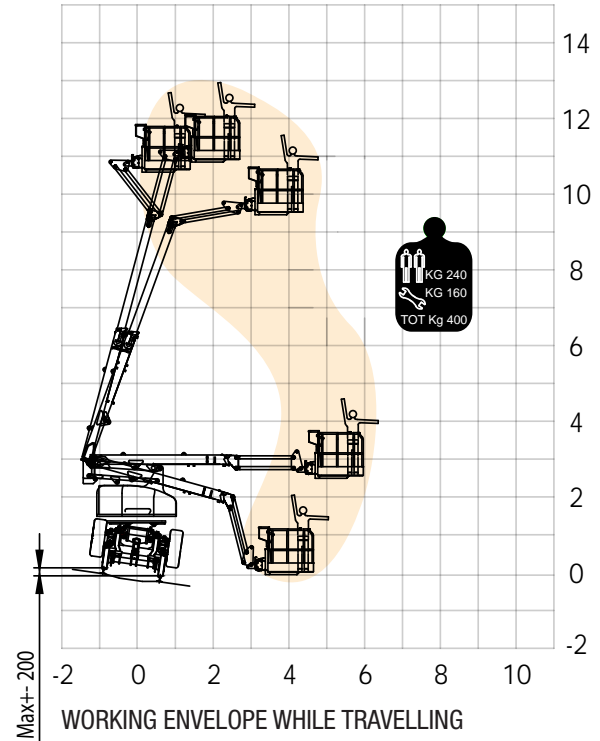 14
12
10
8
KG 240
KG 160
TOT Kg 400
6
4
2
0
-2
-2 0 2 4 6 8 10
Max+- 200
WORKING ENVELOPE WHILE TRAVELLING